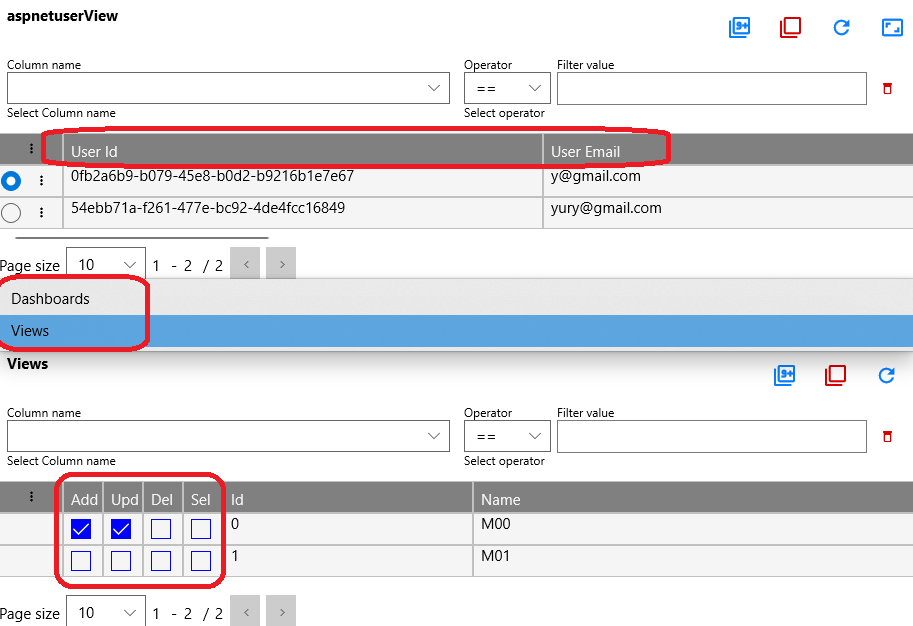 aspnetuserView
9+
Column name Operator Filter value
==
Select Column name Select operator
User Id User Email
0fb2a6b9-b079-45e8-b0d2-b9216b1e7e67 y@gmail.com
54ebb71a-f261-477e-bc92-4de4fcc16849 yury@gmail.com
Page size 10 1 - 2 / 2 < >
Dashboards
Views
Views
9+
Column name Operator Filter value
==
Select Column name Select operator
Add Upd Del Sel Id Name
0 M00
1 M01
Page size 10 1 - 2 / 2 < >